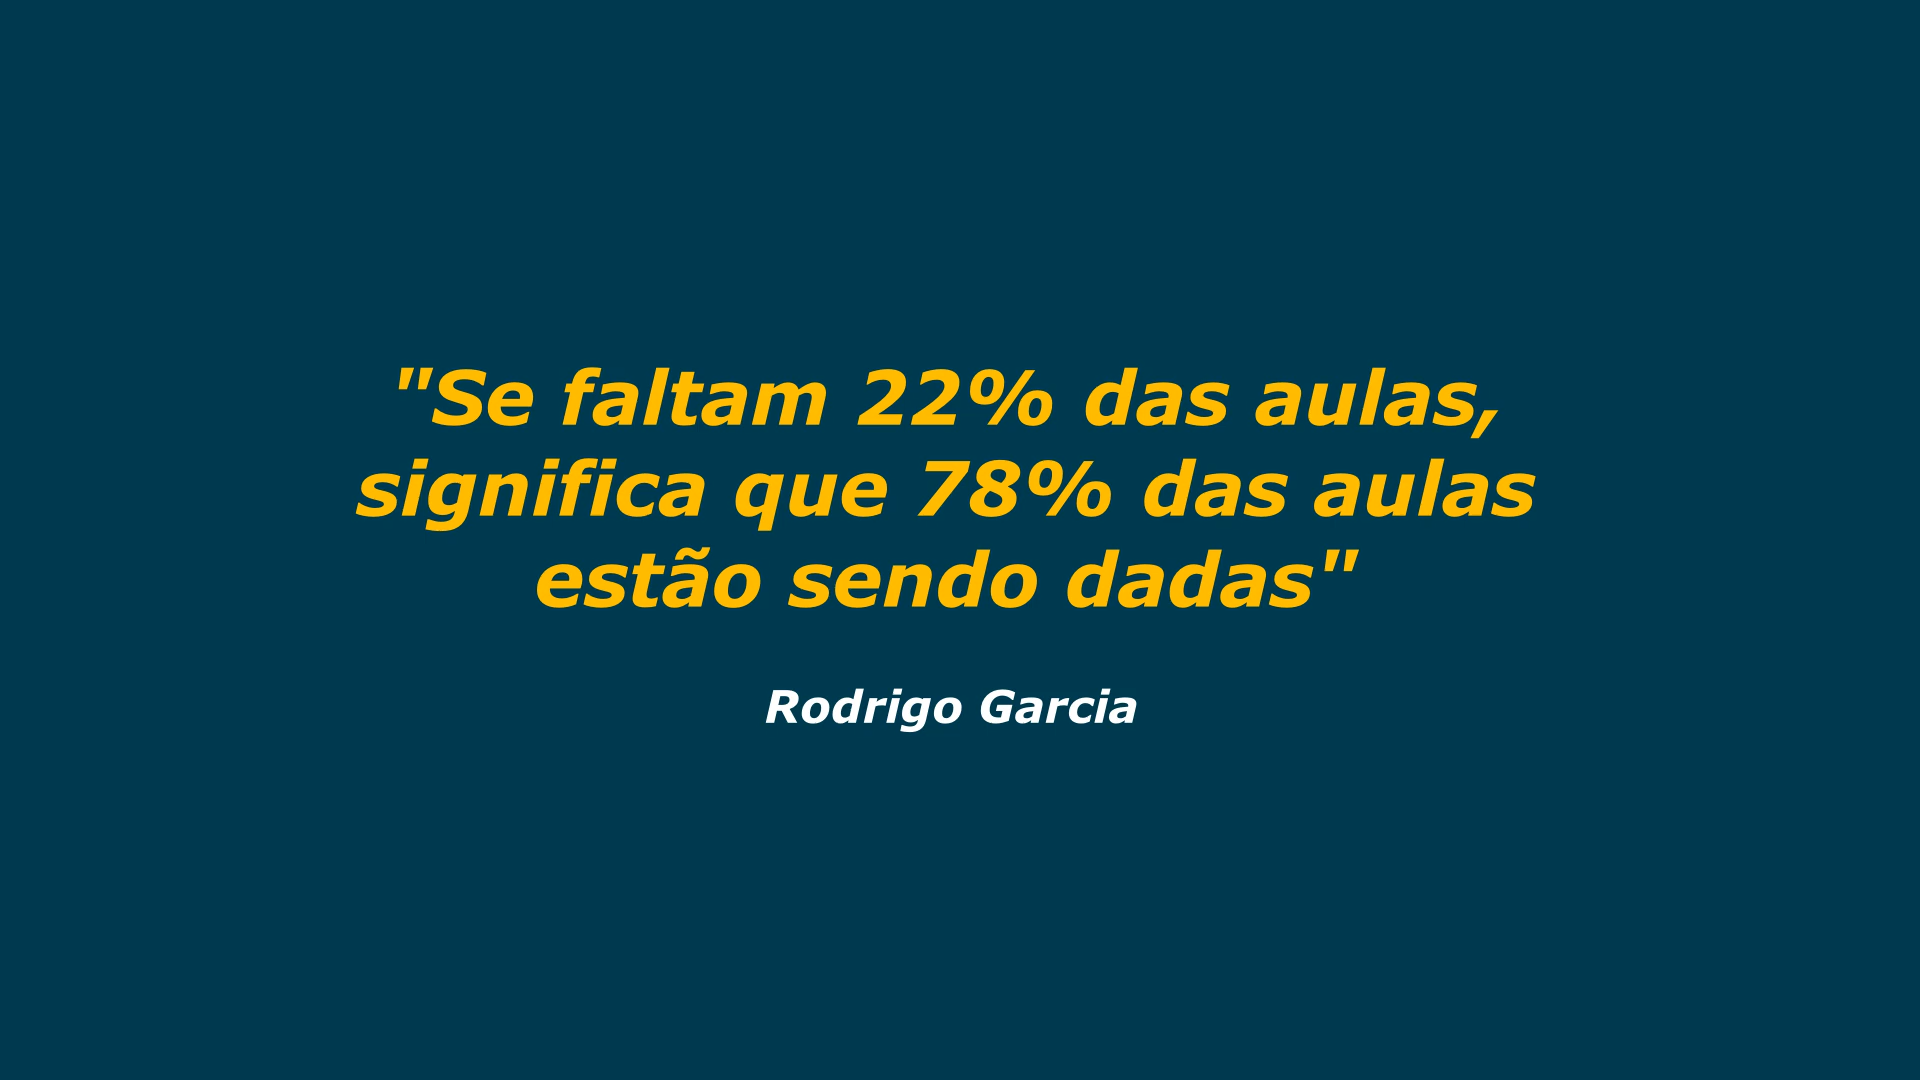 "Se faltam 22% das aulas,
significa que 78% das aulas
estão sendo dadas"
Rodrigo Garcia